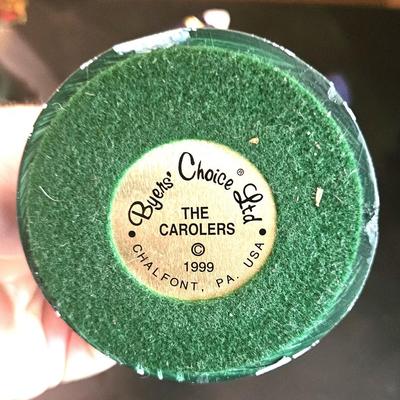 Byers' Choice® Ltd
THE
CAROLERS
©
1999
• CHALFONT, PA. USA •